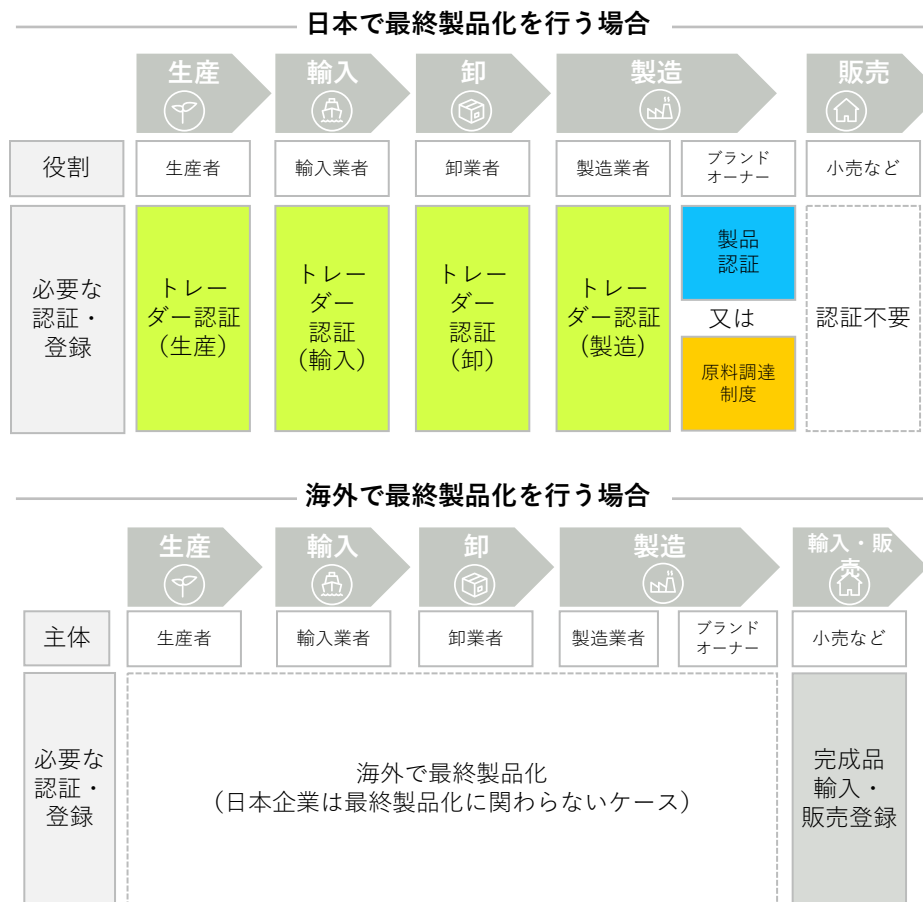 日本で最終製品化を行う場合
生産
輸入
卸
製造
販売
役割
生産者
輸入業者
卸業者
製造業者
ブランド
オーナー
小売など
必要な
認証・
登録
トレー
ダー認証
(生産)
トレー
ダー
認証
(輸入)
トレー
ダー
認証
(卸)
トレー
ダー認証
(製造)
製品
認証
又は
原料調達
制度
認証不要
海外で最終製品化を行う場合
生産
輸入
卸
製造
輸入・販
売
主体
生産者
輸入業者
卸業者
製造業者
ブランド
オーナー
小売など
必要な
認証・
登録
海外で最終製品化
（日本企業は最終製品化に関わらないケース）
完成品
輸入・
販売登録